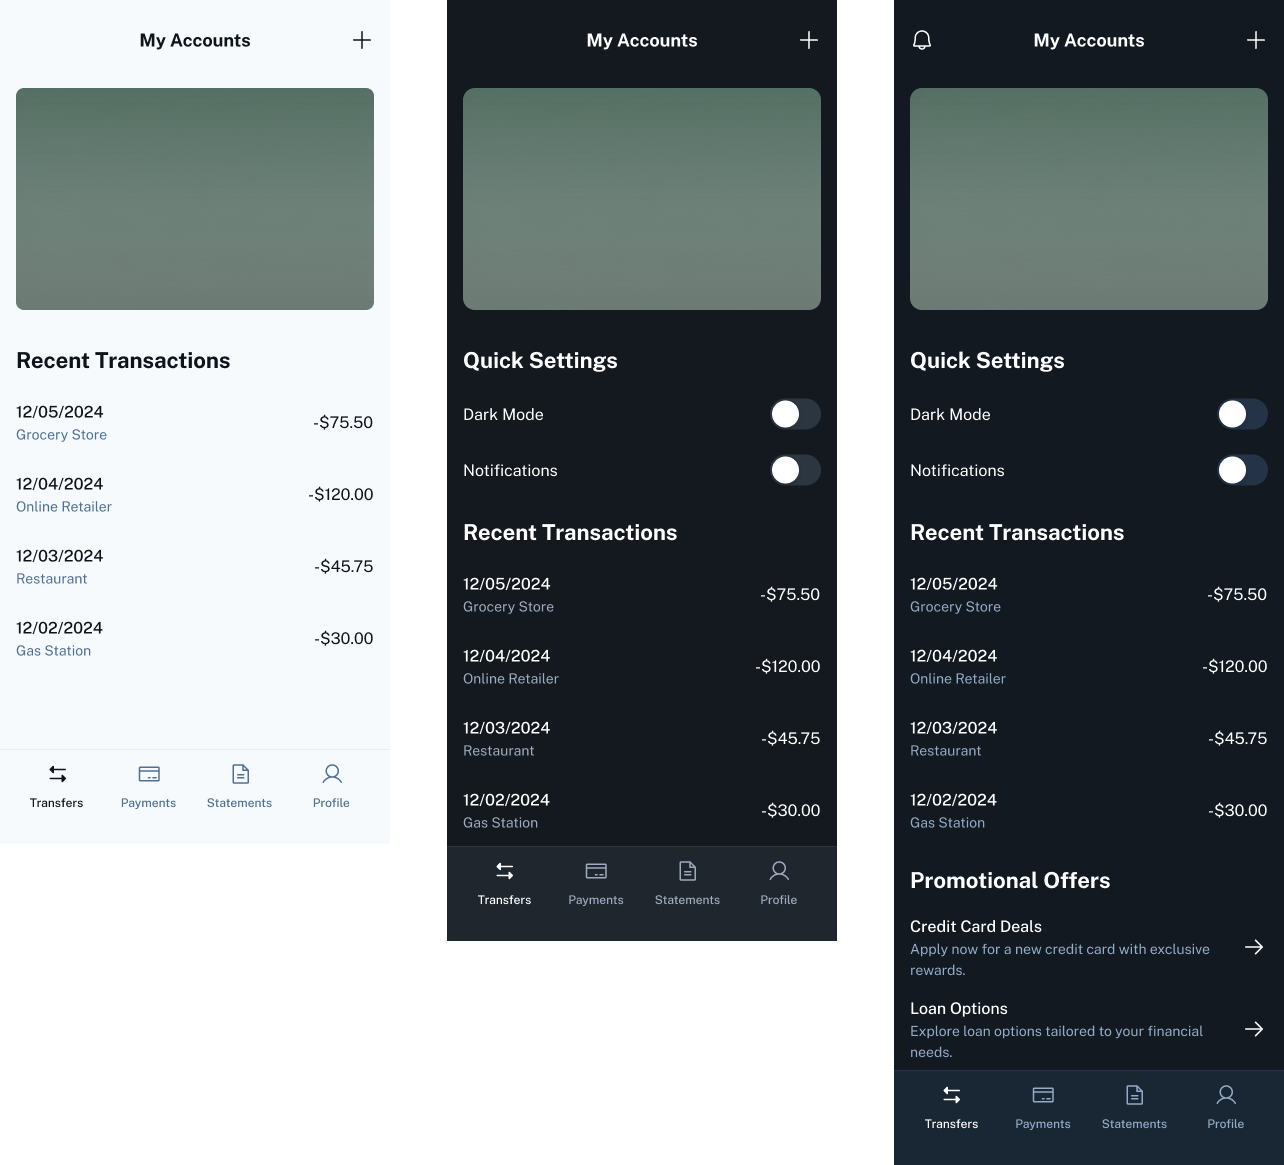 My Accounts
Recent Transactions
12/05/2024
Grocery Store
-$75.50
12/04/2024
Online Retailer
-$120.00
12/03/2024
Restaurant
-$45.75
12/02/2024
Gas Station
-$30.00
Transfers
Payments
Statements
Profile
My Accounts
Quick Settings
Dark Mode
Notifications
Recent Transactions
12/05/2024
Grocery Store
-$75.50
12/04/2024
Online Retailer
-$120.00
12/03/2024
Restaurant
-$45.75
12/02/2024
Gas Station
-$30.00
Transfers
Payments
Statements
Profile
My Accounts
Quick Settings
Dark Mode
Notifications
Recent Transactions
12/05/2024
Grocery Store
-$75.50
12/04/2024
Online Retailer
-$120.00
12/03/2024
Restaurant
-$45.75
12/02/2024
Gas Station
-$30.00
Promotional Offers
Credit Card Deals
Apply now for a new credit card with exclusive
rewards.
Loan Options
Explore loan options tailored to your financial
needs.
Transfers
Payments
Statements
Profile